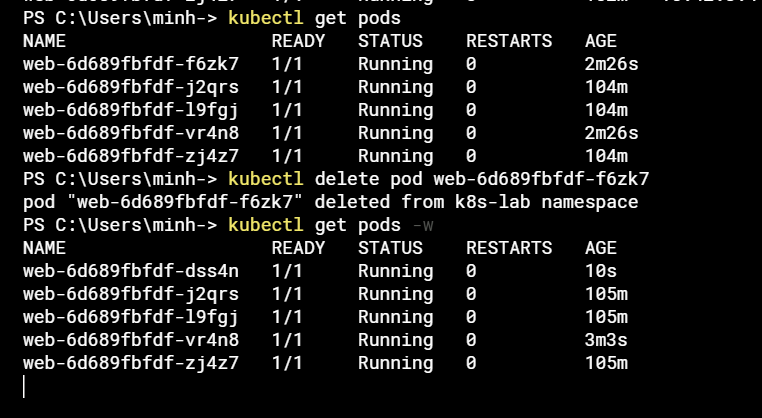 PS C:\Users\minh-> kubectl get pods
NAME READY STATUS RESTARTS AGE
web-6d689fbfdf-f6zk7 1/1 Running 0 2m26s
web-6d689fbfdf-j2qrs 1/1 Running 0 104m
web-6d689fbfdf-l9fgj 1/1 Running 0 104m
web-6d689fbfdf-vr4n8 1/1 Running 0 2m26s
web-6d689fbfdf-zj4z7 1/1 Running 0 104m
PS C:\Users\minh-> kubectl delete pod web-6d689fbfdf-f6zk7
pod "web-6d689fbfdf-f6zk7" deleted from k8s-lab namespace
PS C:\Users\minh-> kubectl get pods -w
NAME READY STATUS RESTARTS AGE
web-6d689fbfdf-dss4n 1/1 Running 0 10s
web-6d689fbfdf-j2qrs 1/1 Running 0 105m
web-6d689fbfdf-l9fgj 1/1 Running 0 105m
web-6d689fbfdf-vr4n8 1/1 Running 0 3m3s
web-6d689fbfdf-zj4z7 1/1 Running 0 105m